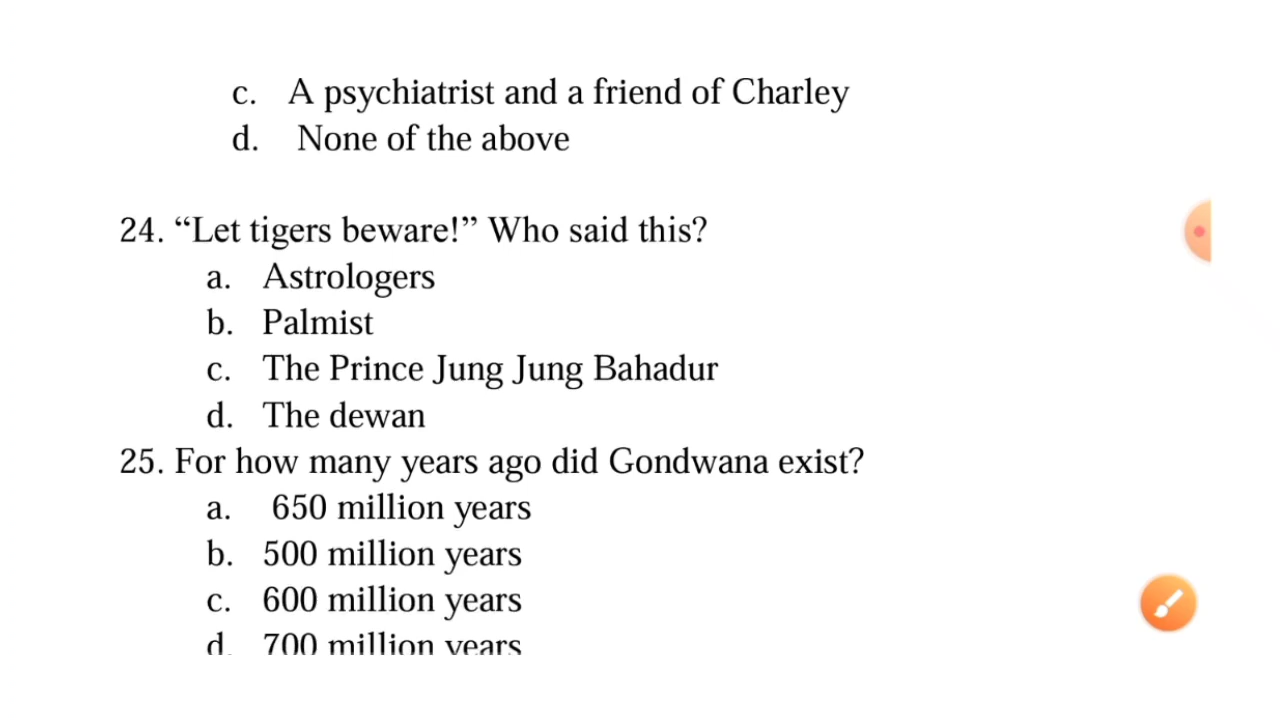 c. A psychiatrist and a friend of Charley
d. None of the above
24. “Let tigers beware!” Who said this?
a. Astrologers
b. Palmist
c. The Prince Jung Jung Bahadur
d. The dewan
25. For how many years ago did Gondwana exist?
a. 650 million years
b. 500 million years
c. 600 million years
d. 700 million years